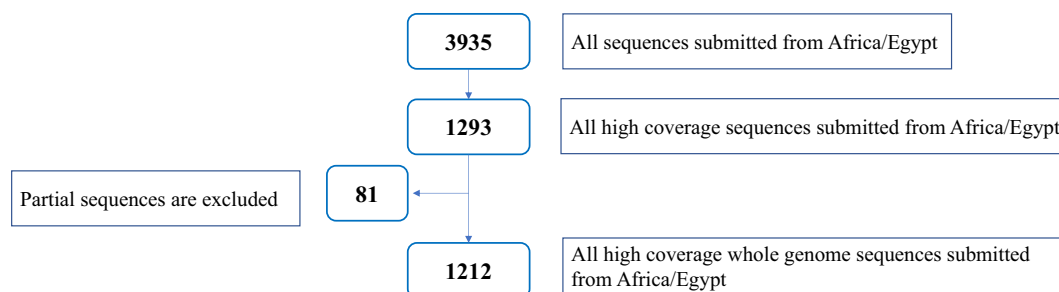 3935
All sequences submitted from Africa/Egypt
1293
All high coverage sequences submitted from Africa/Egypt
Partial sequences are excluded
81
1212
All high coverage whole genome sequences submitted
from Africa/Egypt